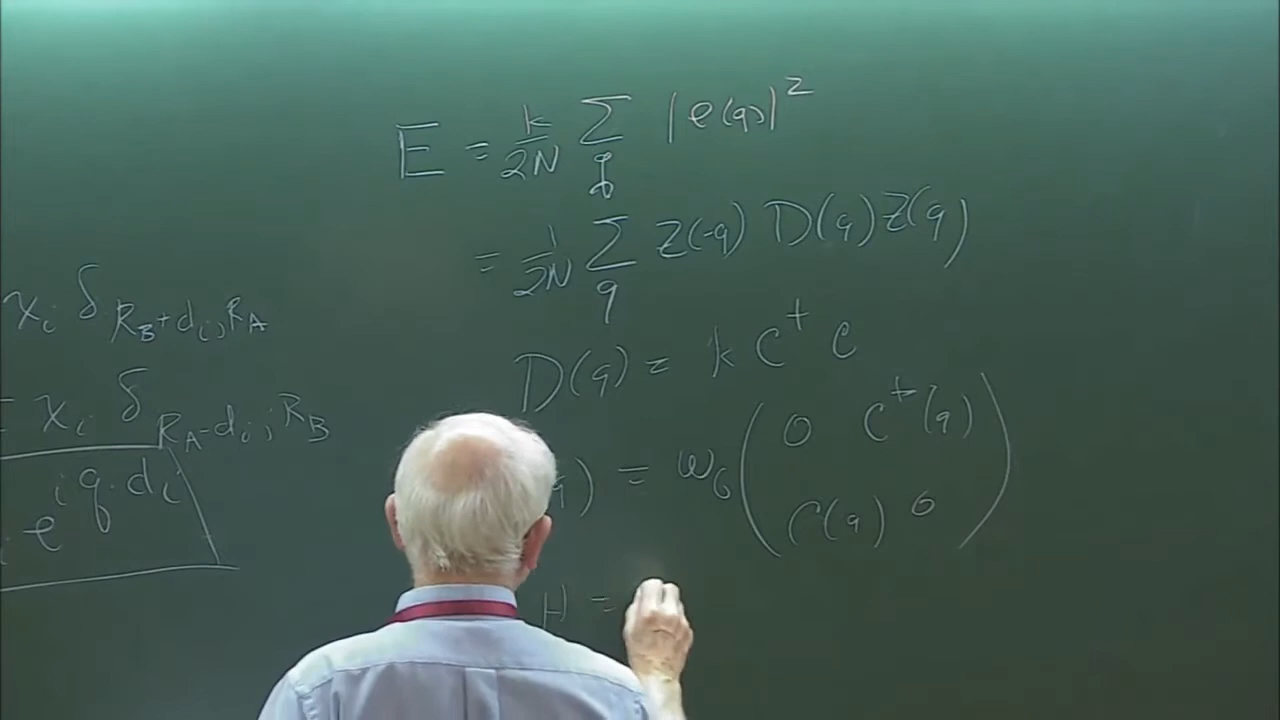 E = k/2N Σ_q |e(q)|²
= 1/2N Σ_q Z(-q) D(q) Z(q)
D(q) = k C† C
q) = ω_G ( 0 C†(q)
C(q) 0 )
H =
x_i δ_{R_B+d_i, R_A}
= x_i δ_{R_A-d_i, R_B}
e^{iq·d_i}